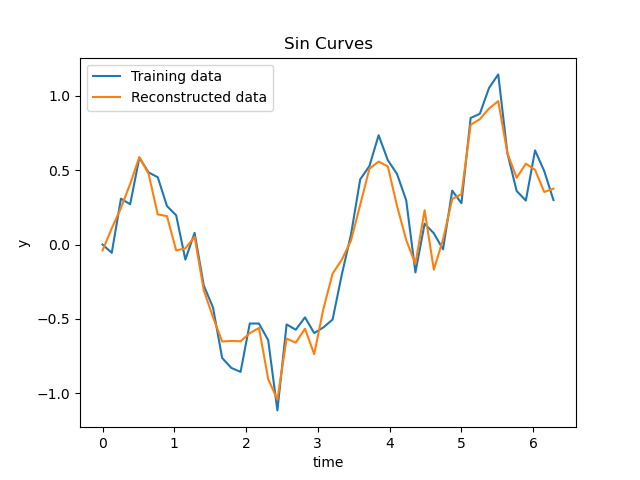 Sin Curves
Training data
Reconstructed data
1.0
0.5
0.0
−0.5
−1.0
y
0 1 2 3 4 5 6
time